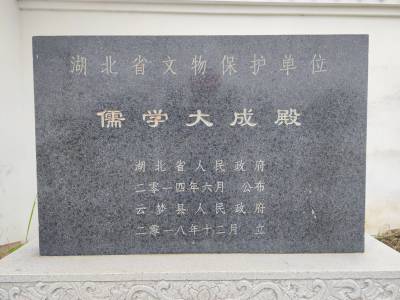 湖北省文物保护单位
儒学大成殿
湖北省人民政府
二零一四年六月 公布
云梦县人民政府
二零一八年十二月 立